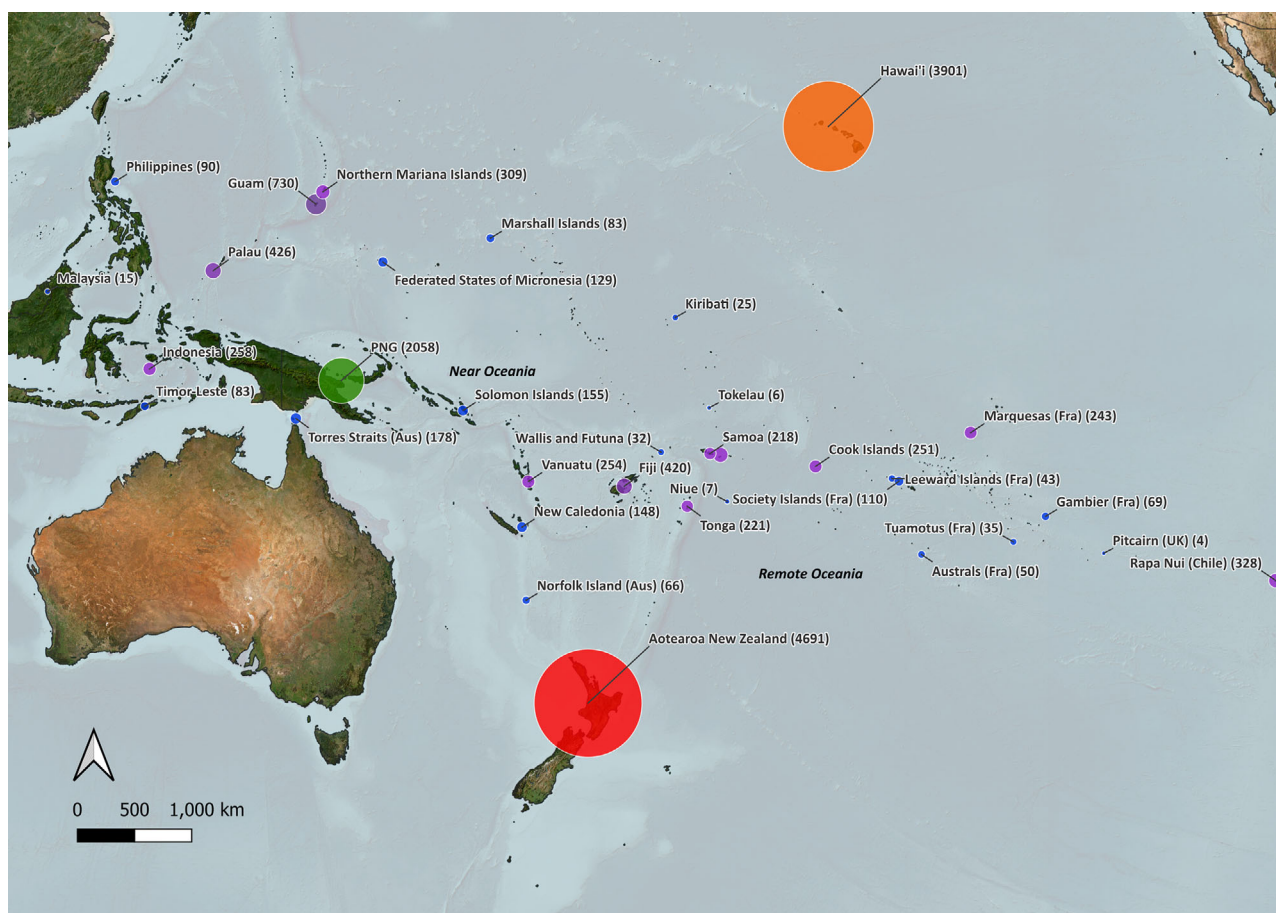 Hawai'i (3901)
Philippines (90)
Northern Mariana Islands (309)
Guam (730)
Marshall Islands (83)
Palau (426)
Malaysia (15)
Federated States of Micronesia (129)
Kiribati (25)
PNG (2058)
Indonesia (258)
Near Oceania
Timor-Leste (83)
Solomon Islands (155)
Tokelau (6)
Marquesas (Fra) (243)
Torres Straits (Aus) (178)
Wallis and Futuna (32)
Samoa (218)
Cook Islands (251)
Vanuatu (254)
Fiji (420)
Leeward Islands (Fra) (43)
Niue (7)
Society Islands (Fra) (110)
Gambier (Fra) (69)
New Caledonia (148)
Tonga (221)
Tuamotus (Fra) (35)
Pitcairn (UK) (4)
Rapa Nui (Chile) (328)
Remote Oceania
Australs (Fra) (50)
Norfolk Island (Aus) (66)
Aotearoa New Zealand (4691)
0 500 1,000 km